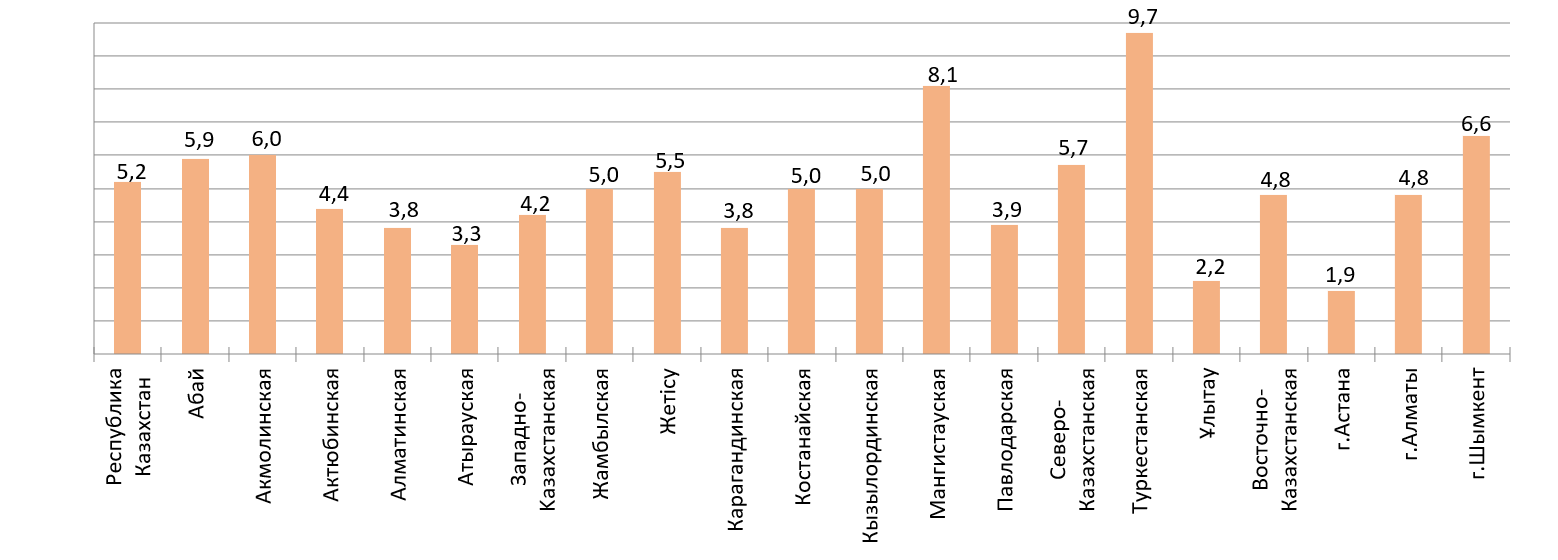 5,2
5,9
6,0
4,4
3,8
3,3
4,2
5,0
5,5
3,8
5,0
5,0
8,1
3,9
5,7
9,7
2,2
4,8
1,9
4,8
6,6
Республика
Казахстан
Абай
Акмолинская
Актюбинская
Алматинская
Атырауская
Западно-
Казахстанская
Жамбылская
Жетісу
Карагандинская
Костанайская
Кызылординская
Мангистауская
Павлодарская
Северо-
Казахстанская
Туркестанская
Ұлытау
Восточно-
Казахстанская
г.Астана
г.Алматы
г.Шымкент